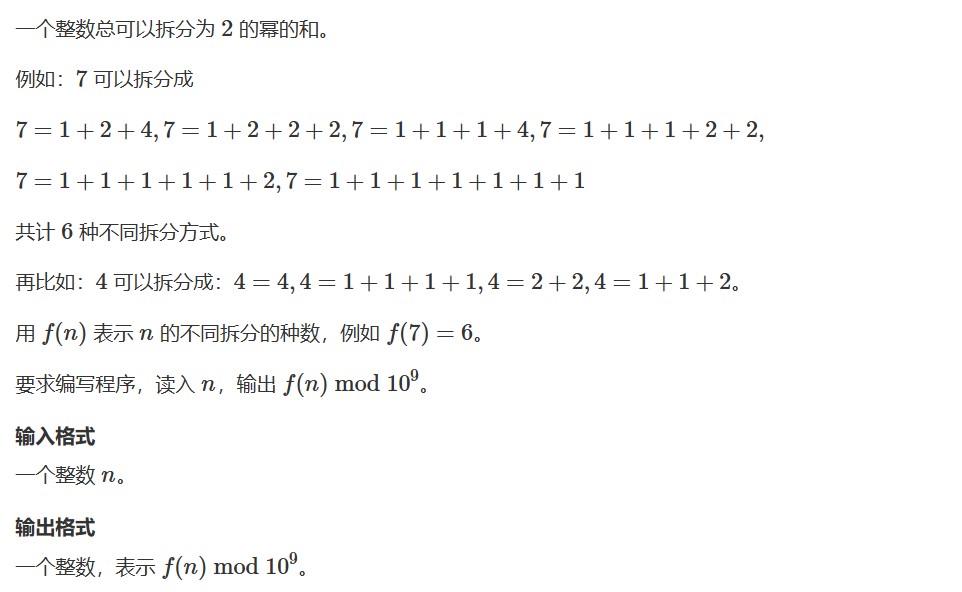 一个整数总可以拆分为 2 的幂的和。
例如：7 可以拆分成
7 = 1 + 2 + 4, 7 = 1 + 2 + 2 + 2, 7 = 1 + 1 + 1 + 4, 7 = 1 + 1 + 1 + 2 + 2,
7 = 1 + 1 + 1 + 1 + 1 + 2, 7 = 1 + 1 + 1 + 1 + 1 + 1 + 1
共计 6 种不同拆分方式。
再比如：4 可以拆分成：4 = 4, 4 = 1 + 1 + 1 + 1, 4 = 2 + 2, 4 = 1 + 1 + 2。
用 f(n) 表示 n 的不同拆分的种数，例如 f(7) = 6。
要求编写程序，读入 n，输出 f(n) mod 10⁹。
输入格式
一个整数 n。
输出格式
一个整数，表示 f(n) mod 10⁹。